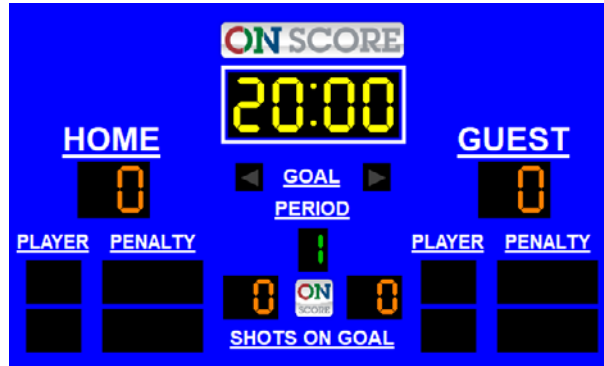 ON SCORE
20:00
HOME
GUEST
0
GOAL
0
PERIOD
PLAYER PENALTY
1
PLAYER PENALTY
0
ON
SCORE
0
SHOTS ON GOAL